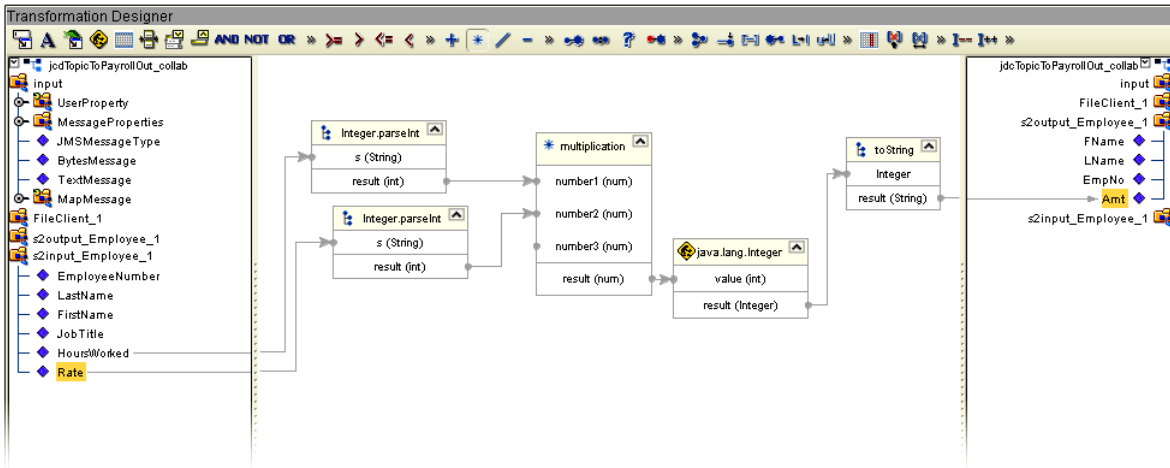 Transformation Designer
A AND NOT OR » >= > <= < » + * / - » ? » » I-- I++ »
jcdTopicToPayrollOut_collab
input
UserProperty
MessageProperties
JMSMessageType
BytesMessage
TextMessage
MapMessage
FileClient_1
s2output_Employee_1
s2input_Employee_1
EmployeeNumber
LastName
FirstName
JobTitle
HoursWorked
Rate
Integer.parseInt
s (String)
result (int)
Integer.parseInt
s (String)
result (int)
multiplication
number1 (num)
number2 (num)
number3 (num)
result (num)
java.lang.Integer
value (int)
result (Integer)
toString
Integer
result (String)
jdcTopicToPayrollOut_collab
input
FileClient_1
s2output_Employee_1
FName
LName
EmpNo
Amt
s2input_Employee_1